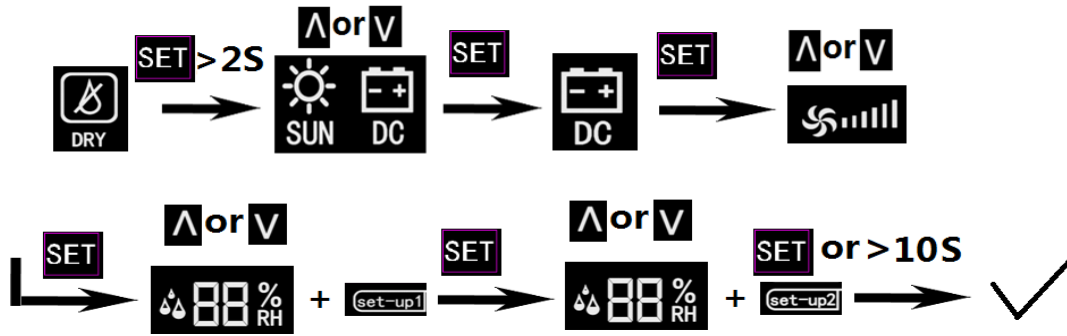 Λ or V
SET >2S SET SET Λ or V
DRY SUN DC DC
Λ or V Λ or V
SET SET SET or >10S
88 % RH + set-up1 88 % RH + set-up2